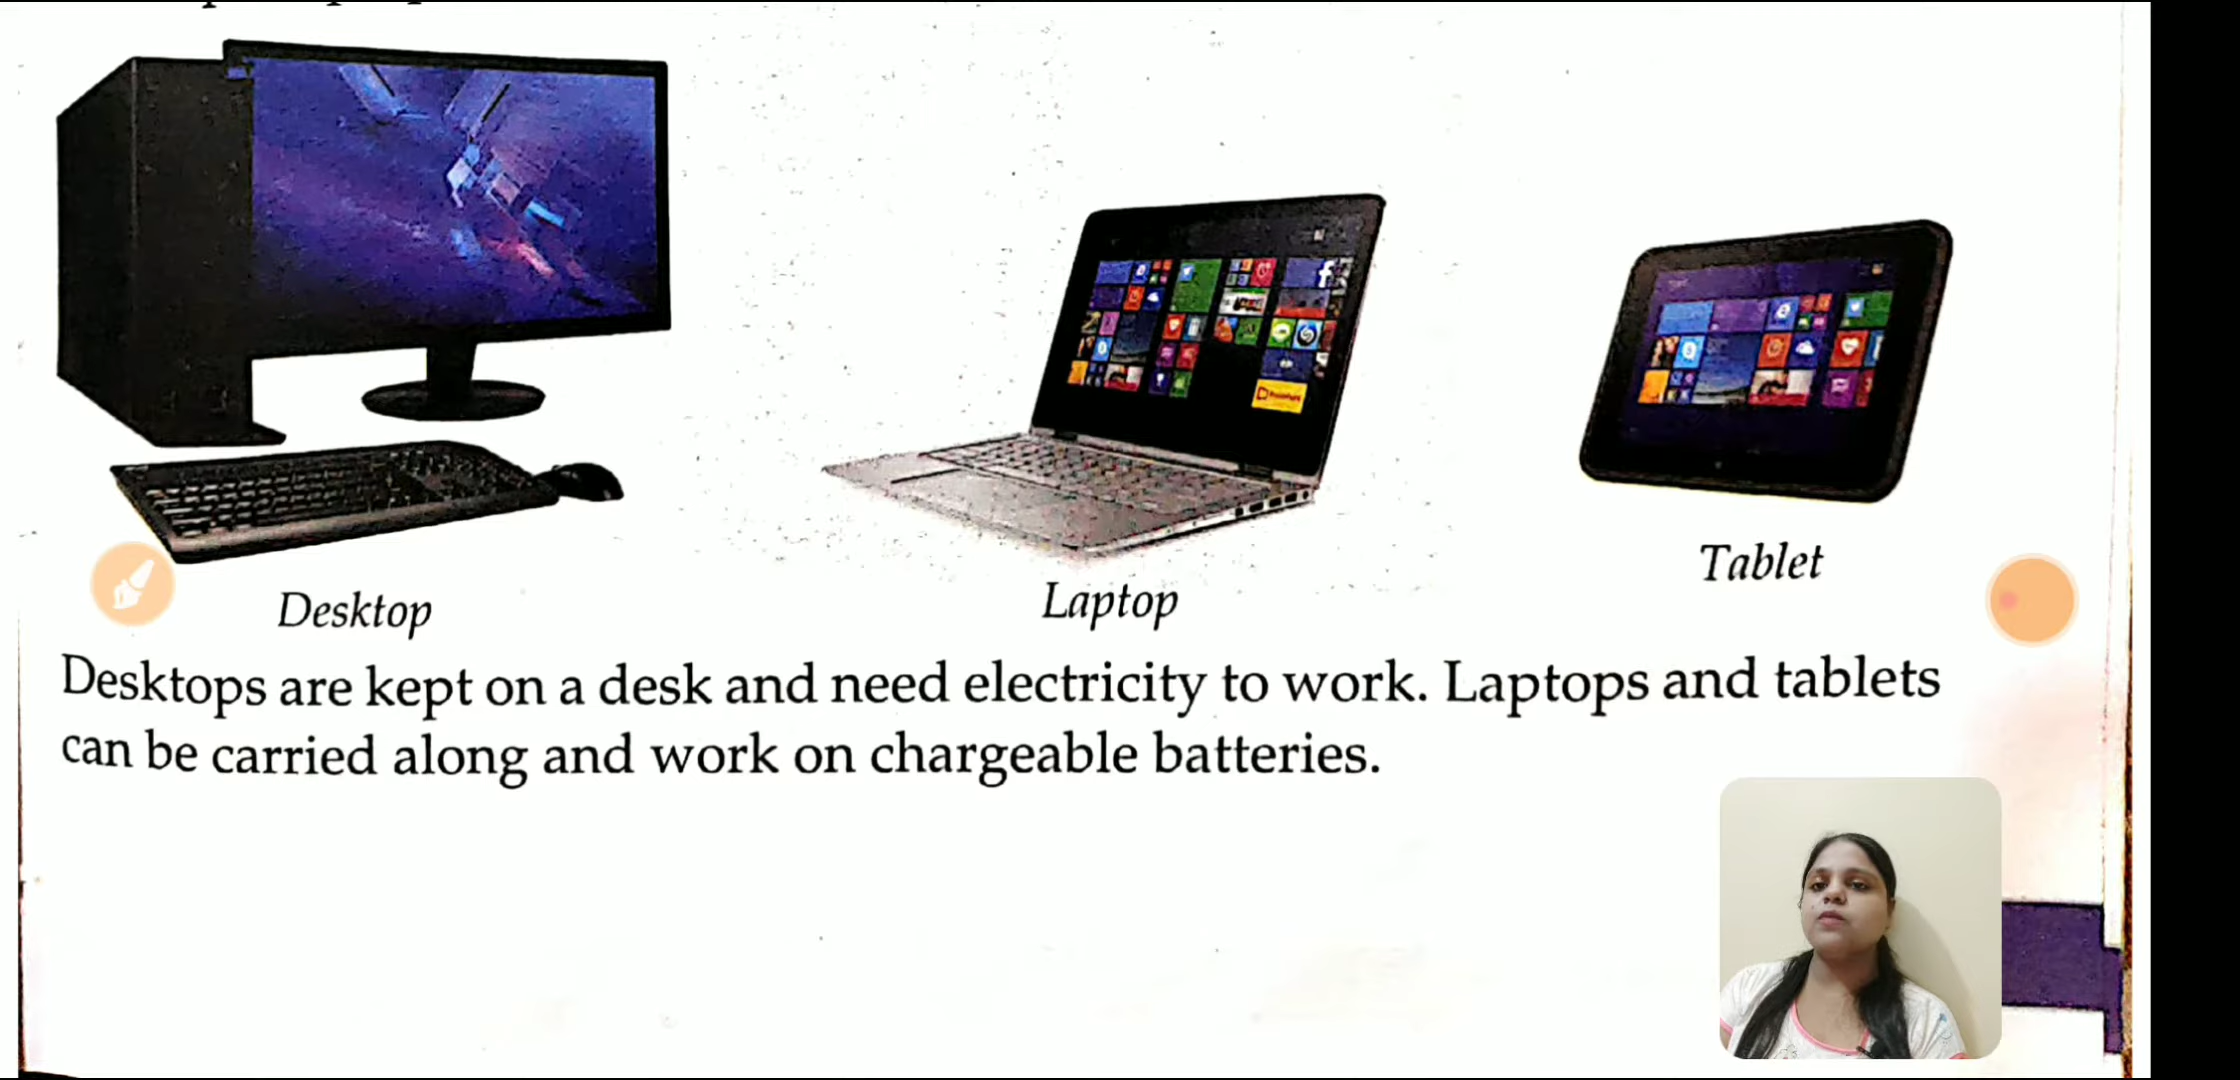 Desktop
Laptop
Tablet
Desktops are kept on a desk and need electricity to work. Laptops and tablets
can be carried along and work on chargeable batteries.